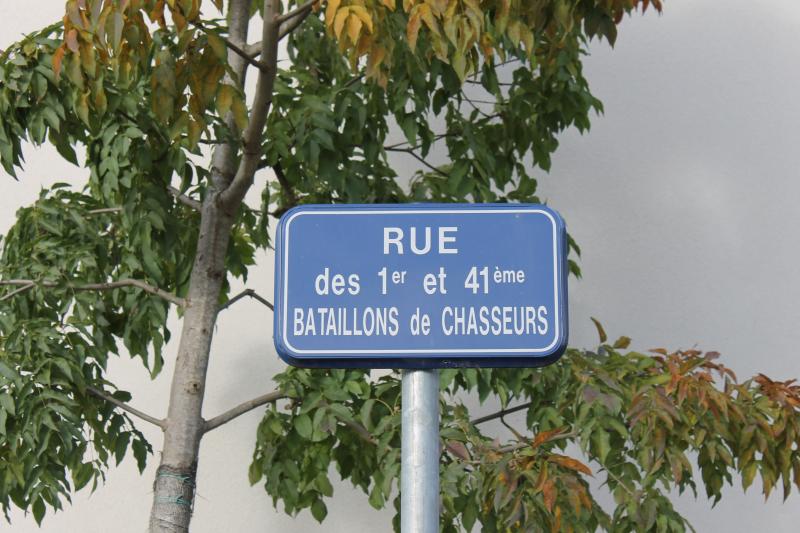 RUE
des 1er et 41ème
BATAILLONS de CHASSEURS